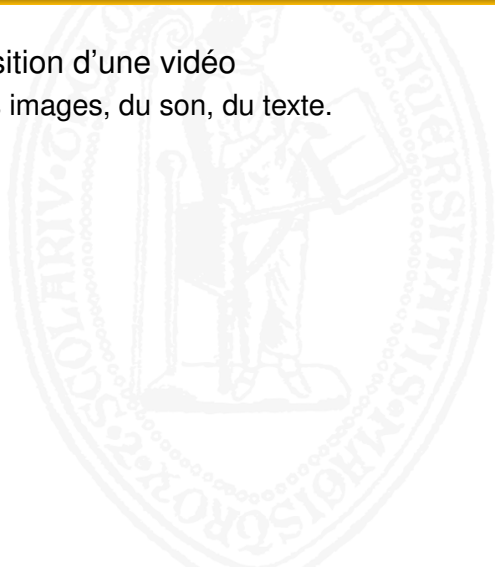 sition d'une vidéo
s images, du son, du texte.